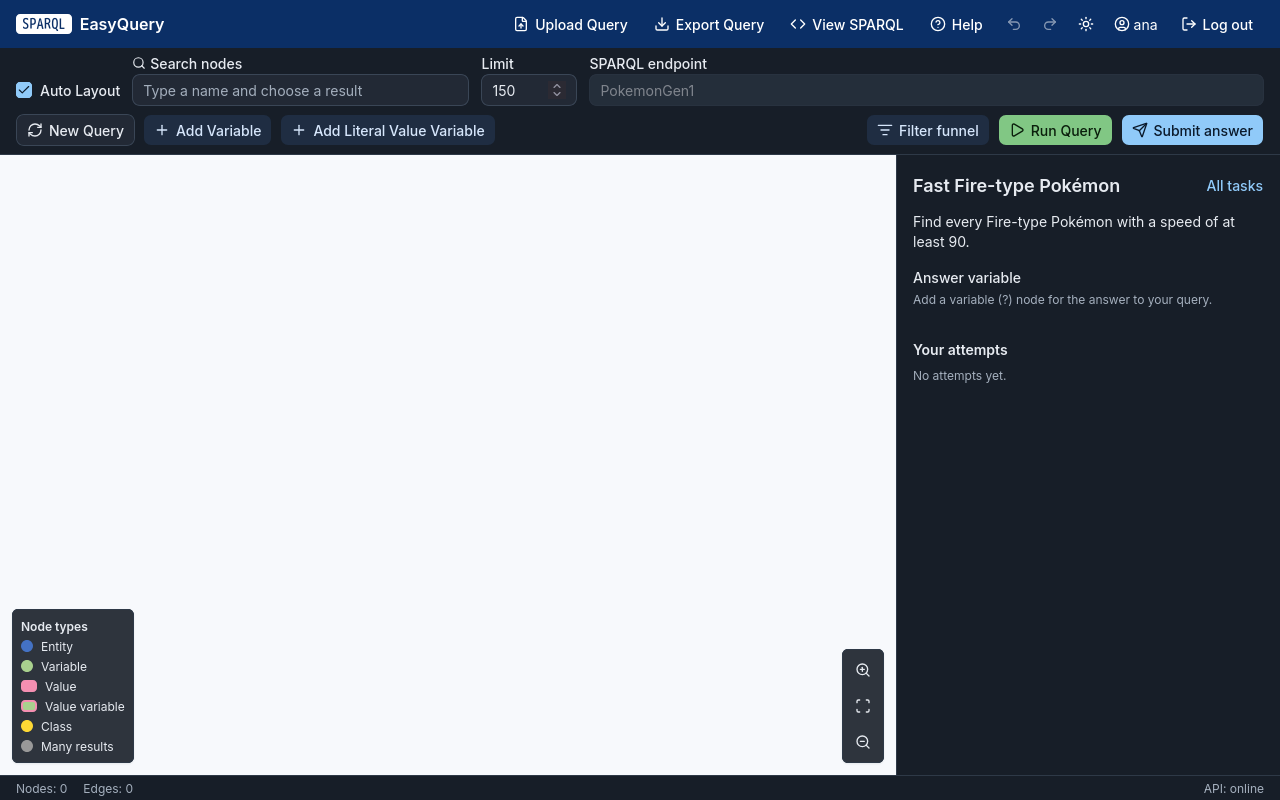 SPARQL EasyQuery
Upload Query
Export Query
View SPARQL
Help
ana
Log out
Auto Layout
Search nodes
Type a name and choose a result
Limit
150
SPARQL endpoint
PokemonGen1
New Query
Add Variable
Add Literal Value Variable
Filter funnel
Run Query
Submit answer
Fast Fire-type Pokémon
All tasks
Find every Fire-type Pokémon with a speed of at
least 90.
Answer variable
Add a variable (?) node for the answer to your query.
Your attempts
No attempts yet.
Node types
Entity
Variable
Value
Value variable
Class
Many results
Nodes: 0
Edges: 0
API: online